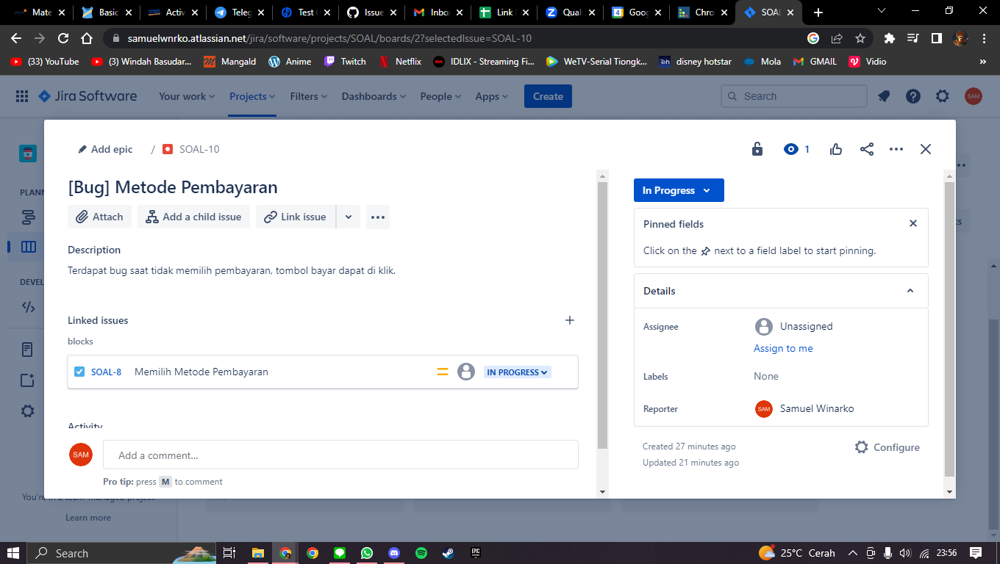 Mate
Basic
Activ
Teleg
Test
Issue
Inbo
Link
Quali
Goog
Chro
SOAL
samuelwnrko.atlassian.net/jira/software/projects/SOAL/boards/2?selectedIssue=SOAL-10
(33) YouTube
(3) Windah Basudar...
Mangald
Anime
Twitch
Netflix
IDLIX - Streaming Fi...
WeTV-Serial Tiongk...
disney hotstar
Mola
GMAIL
Vidio
»
Jira Software
Your work
Projects
Filters
Dashboards
People
Apps
Create
Search
SAM
Add epic / SOAL-10
1
PLANN
DEVEL
[Bug] Metode Pembayaran
Attach
Add a child issue
Link issue
Description
Terdapat bug saat tidak memilih pembayaran, tombol bayar dapat di klik.
Linked issues
blocks
SOAL-8 Memilih Metode Pembayaran IN PROGRESS
Activity
SAM
Add a comment...
Pro tip: press M to comment
In Progress
Pinned fields
Click on the next to a field label to start pinning.
Details
Assignee Unassigned
Assign to me
Labels None
Reporter SAM Samuel Winarko
Created 27 minutes ago
Updated 21 minutes ago
Configure
You're in a team-managed project
Learn more
Search
EPIC
25°C Cerah
23:56